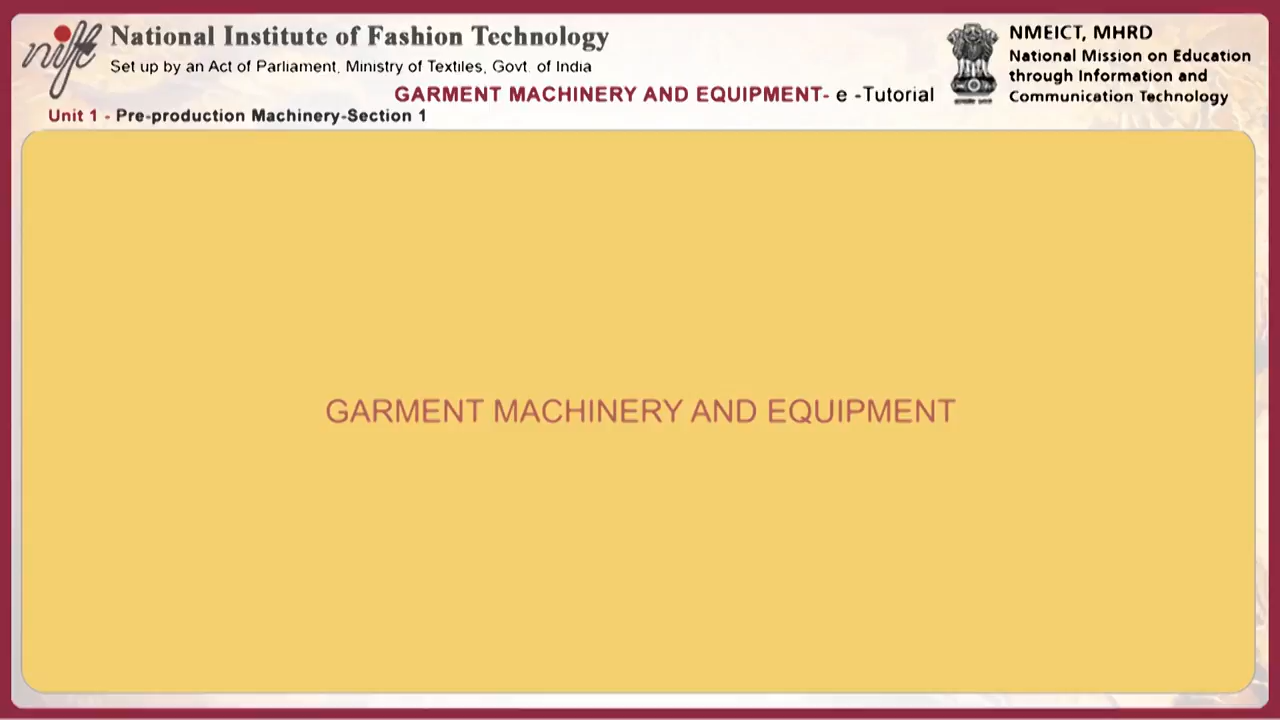 nift
National Institute of Fashion Technology
Set up by an Act of Parliament, Ministry of Textiles, Govt. of India
NMEICT, MHRD
National Mission on Education
through Information and
Communication Technology
GARMENT MACHINERY AND EQUIPMENT- e -Tutorial
Unit 1 - Pre-production Machinery-Section 1
GARMENT MACHINERY AND EQUIPMENT